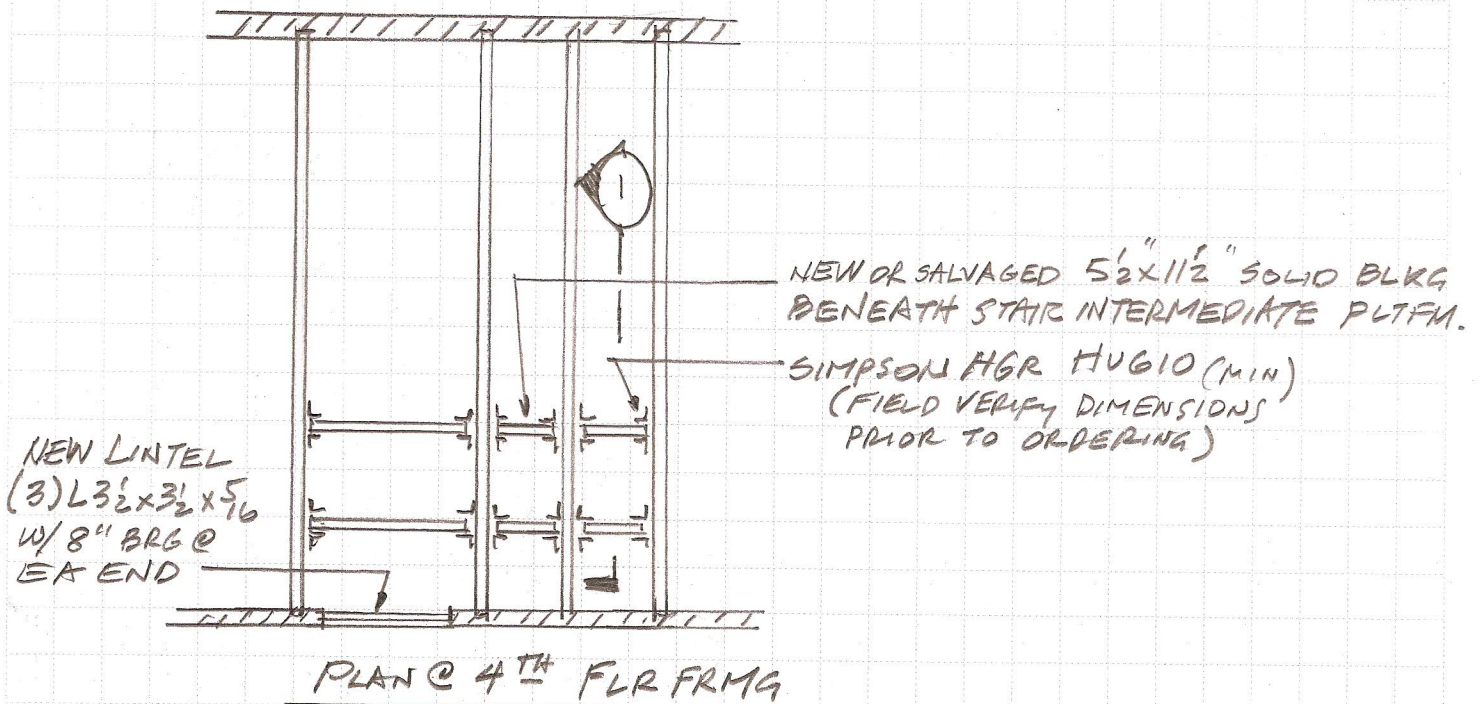 NEW OR SALVAGED 5½"X11½" SOLID BLKG
BENEATH STAIR INTERMEDIATE PLTFM.
SIMPSON HGR HUG10 (MIN)
(FIELD VERIFY DIMENSIONS
PRIOR TO ORDERING)
NEW LINTEL
(3) L3½x3½x5/16
W/ 8" BRG @
EA END
1
PLAN @ 4TH FLR FRMG